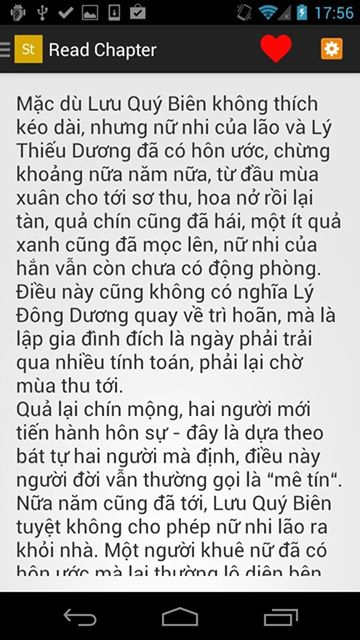 17:56
St Read Chapter
Mặc dù Lưu Quý Biên không thích
kéo dài, nhưng nữ nhi của lão và Lý
Thiếu Dương đã có hôn ước, chừng
khoảng nữa năm nữa, từ đầu mùa
xuân cho tới sơ thu, hoa nở rồi lại
tàn, quả chín cũng đã hái, một ít quả
xanh cũng đã mọc lên, nữ nhi của
hắn vẫn còn chưa có động phòng.
Điều này cũng không có nghĩa Lý
Đông Dương quay về trì hoãn, mà là
lập gia đình đích là ngày phải trải
qua nhiều tính toán, phải lại chờ
mùa thu tới.
Quả lại chín mộng, hai người mới
tiến hành hôn sự - đây là dựa theo
bát tự hai người mà định, điều này
người đời vẫn thường gọi là "mê tín".
Nữa năm cũng đã tới, Lưu Quý Biên
tuyệt không cho phép nữ nhi lão ra
khỏi nhà. Một người khuê nữ đã có
hôn ước mà lại thường lộ diện bên